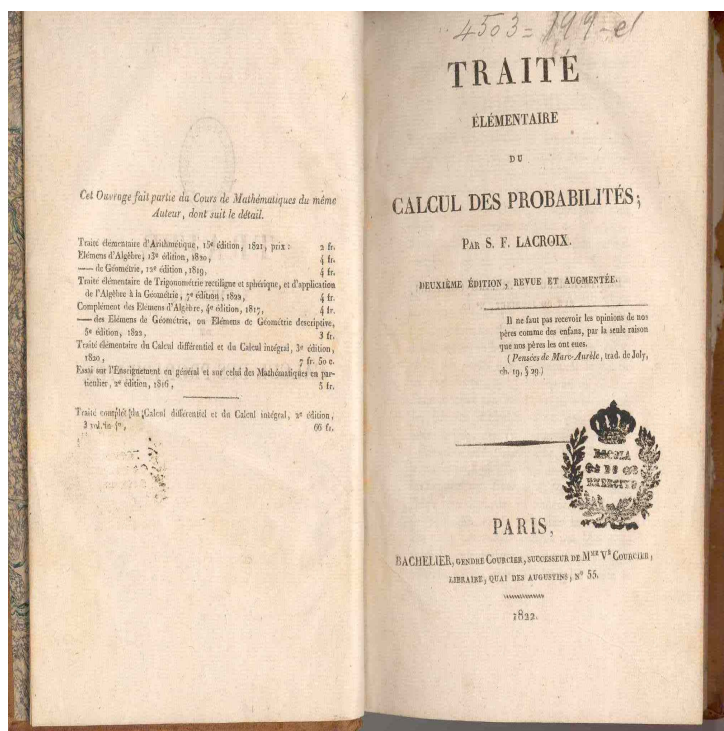 Cet Ouvrage fait partie du Cours de Mathématiques du même
Auteur, dont suit le détail.
Traité élémentaire d'Arithmétique, 15e édition, 1821, prix : 2 fr.
Elémens d'Algèbre, 13e édition, 1820, 4 fr.
— de Géométrie, 12e édition, 1819, 4 fr.
Traité élémentaire de Trigonométrie rectiligne et sphérique, et d'application
de l'Algèbre à la Géométrie, 7e édition, 1822, 4 fr.
Complément des Elémens d'Algèbre, 4e édition, 1817, 4 fr.
— des Elémens de Géométrie, ou Elémens de Géométrie descriptive,
5e édition, 1822, 3 fr.
Traité élémentaire du Calcul différentiel et du Calcul intégral, 3e édition,
1820, 7 fr. 50 c.
Essai sur l'Enseignement en général et sur celui des Mathématiques en par-
ticulier, 2e édition, 1816, 5 fr.
Traité complet du Calcul différentiel et du Calcul intégral, 2e édition,
3 vol. in 4°, 66 fr.
4503=
TRAITÉ
ÉLÉMENTAIRE
DU
CALCUL DES PROBABILITÉS;
PAR S. F. LACROIX.
DEUXIÈME ÉDITION, REVUE ET AUGMENTÉE.
Il ne faut pas recevoir les opinions de nos
pères comme des enfans, par la seule raison
que nos pères les ont eues.
(Pensées de Marc-Aurèle, trad. de Joly,
ch. 19, § 29.)
ESCOLA
DO
EXERCITO
PARIS,
BACHELIER, GENDRE COURCIER, SUCCESSEUR DE MME VE COURCIER,
LIBRAIRE, QUAI DES AUGUSTINS, N° 55.
1822.